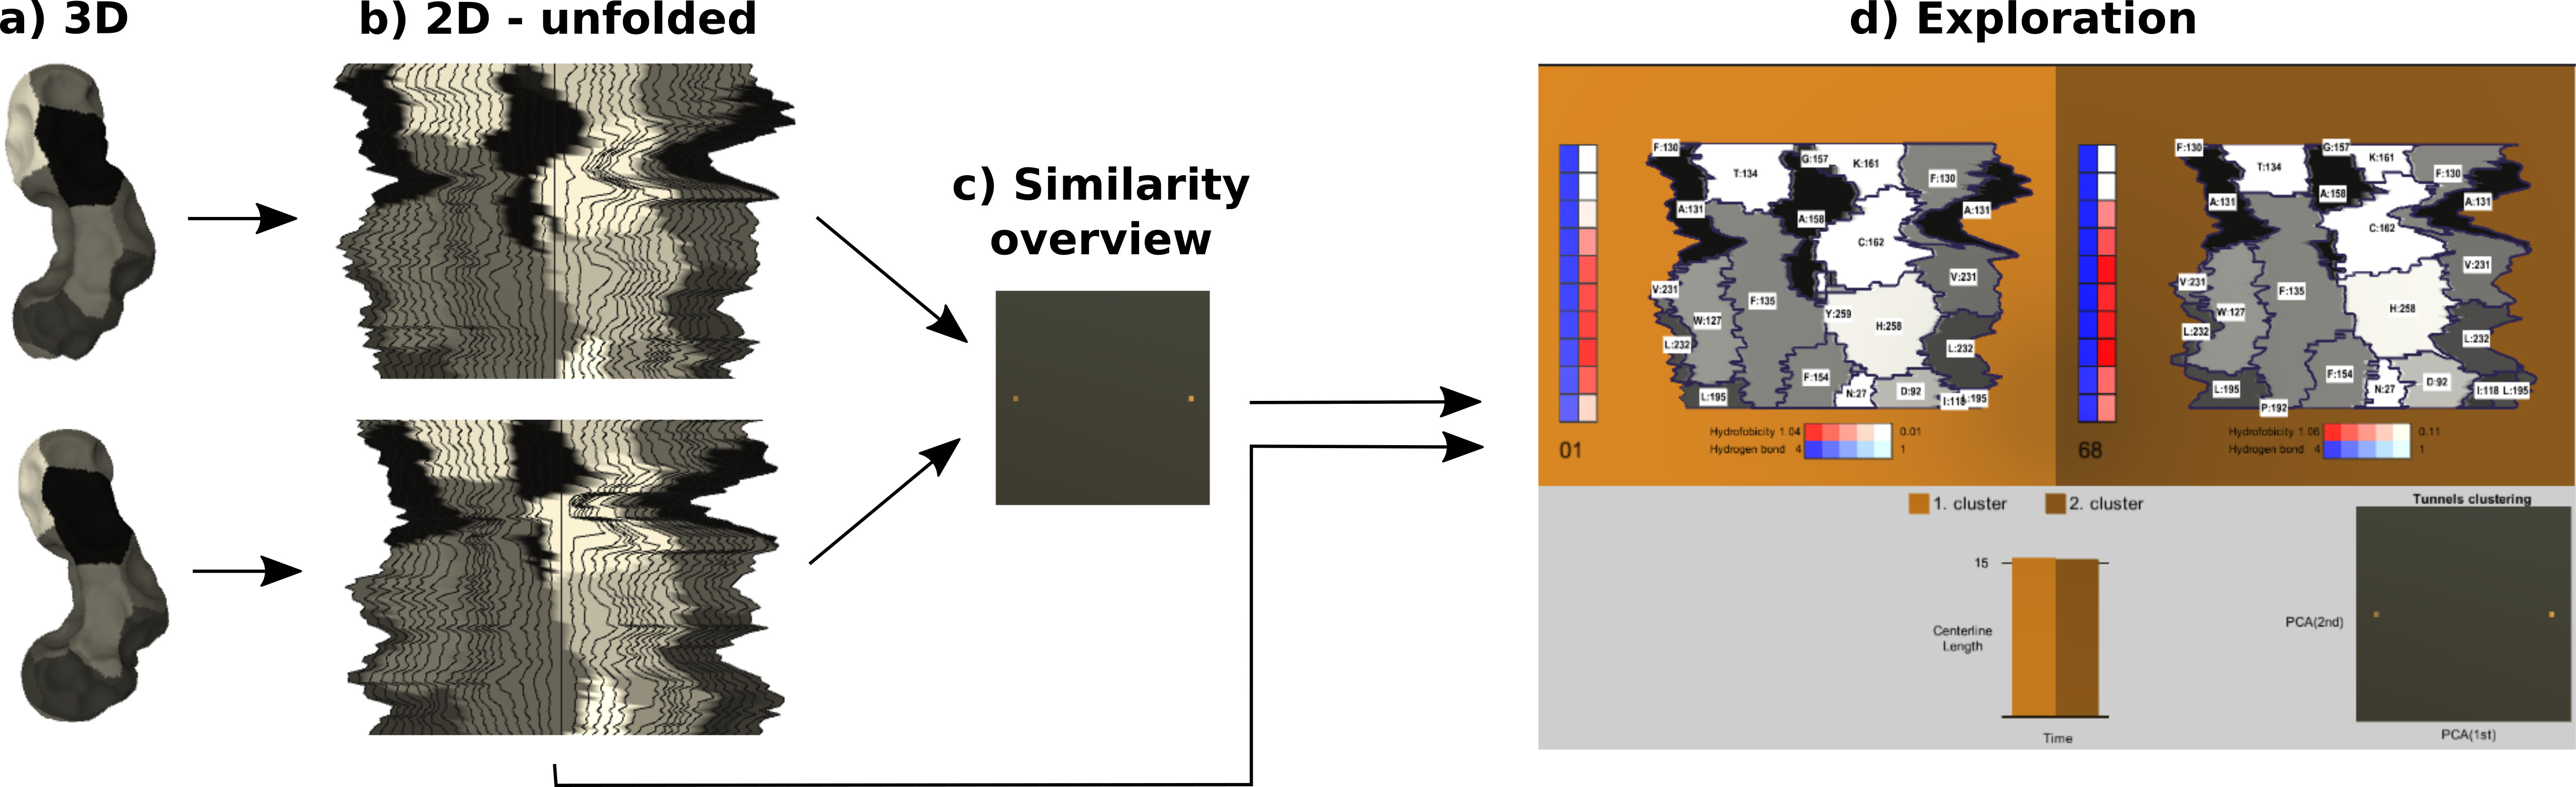 a) 3D
b) 2D - unfolded
c) Similarity
overview
d) Exploration
F:130
T:134
G:157
K:161
F:130
A:131
A:158
A:131
C:162
V:231
V:231
F:135
Y:259
W:127
H:258
L:232
L:232
F:154
L:195
N:27
D:92
I:118
L:195
01
Hydrofobicity 1.04
0.01
Hydrogen bond 4
1
F:130
T:134
G:157
K:161
F:130
A:158
A:131
A:131
C:162
V:231
V:231
F:135
W:127
H:258
L:232
L:232
F:154
L:195
N:27
D:92
I:118
L:195
P:192
68
Hydrofobicity 1.06
0.11
Hydrogen bond 4
1
1. cluster
2. cluster
15
Centerline
Length
Time
Tunnels clustering
PCA(2nd)
PCA(1st)